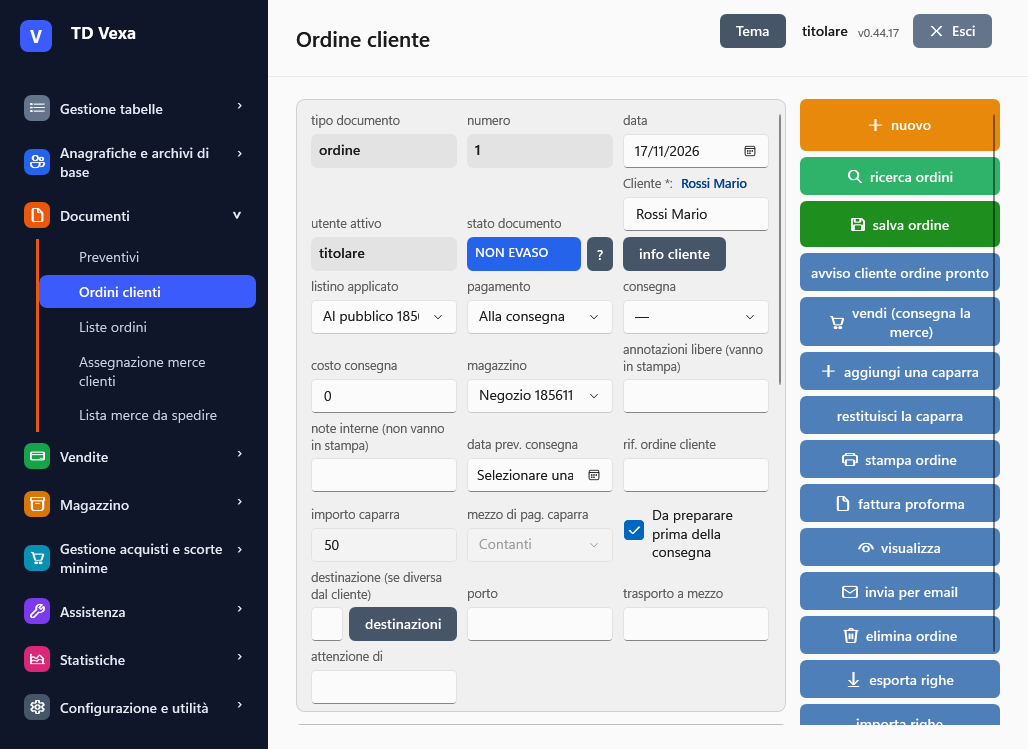 V
TD Vexa
Gestione tabelle
Anagrafiche e archivi di
base
Documenti
Preventivi
Ordini clienti
Liste ordini
Assegnazione merce
clienti
Lista merce da spedire
Vendite
Magazzino
Gestione acquisti e scorte
minime
Assistenza
Statistiche
Configurazione e utilità
Ordine cliente
Tema
titolare
v0.44.17
Esci
tipo documento
numero
data
ordine
1
17/11/2026
Cliente *: Rossi Mario
Rossi Mario
utente attivo
stato documento
titolare
NON EVASO
?
info cliente
listino applicato
pagamento
consegna
Al pubblico 1856
Alla consegna
—
costo consegna
magazzino
annotazioni libere (vanno
in stampa)
0
Negozio 185611
note interne (non vanno
in stampa)
data prev. consegna
rif. ordine cliente
Selezionare una
importo caparra
mezzo di pag. caparra
Da preparare
prima della
consegna
50
Contanti
destinazione (se diversa
dal cliente)
porto
trasporto a mezzo
destinazioni
attenzione di
nuovo
ricerca ordini
salva ordine
avviso cliente ordine pronto
vendi (consegna la
merce)
aggiungi una caparra
restituisci la caparra
stampa ordine
fattura proforma
visualizza
invia per email
elimina ordine
esporta righe
importa righe